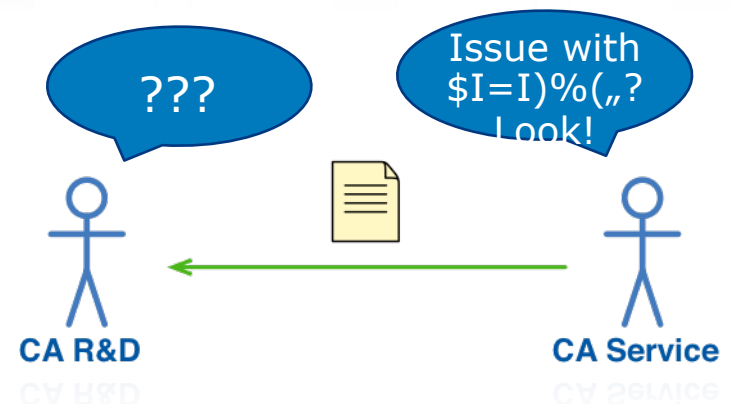 ???
Issue with
$I=I)%(„?
Look!
CA R&D
CA Service